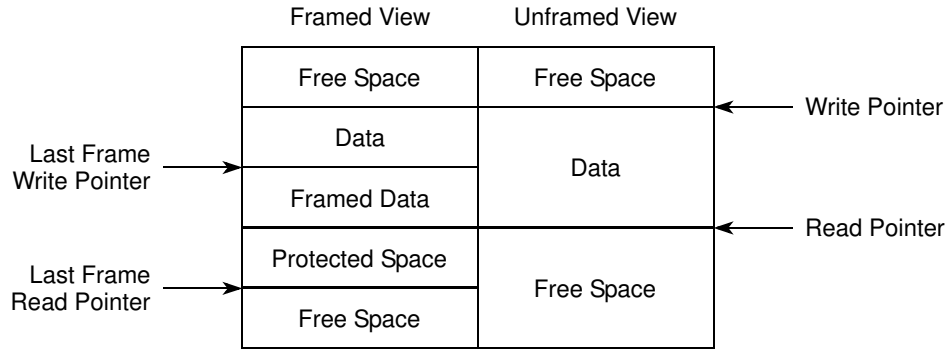 Framed View Unframed View
Free Space Free Space
Write Pointer
Data
Last Frame
Write Pointer
Data
Framed Data
Read Pointer
Protected Space
Last Frame
Read Pointer
Free Space
Free Space